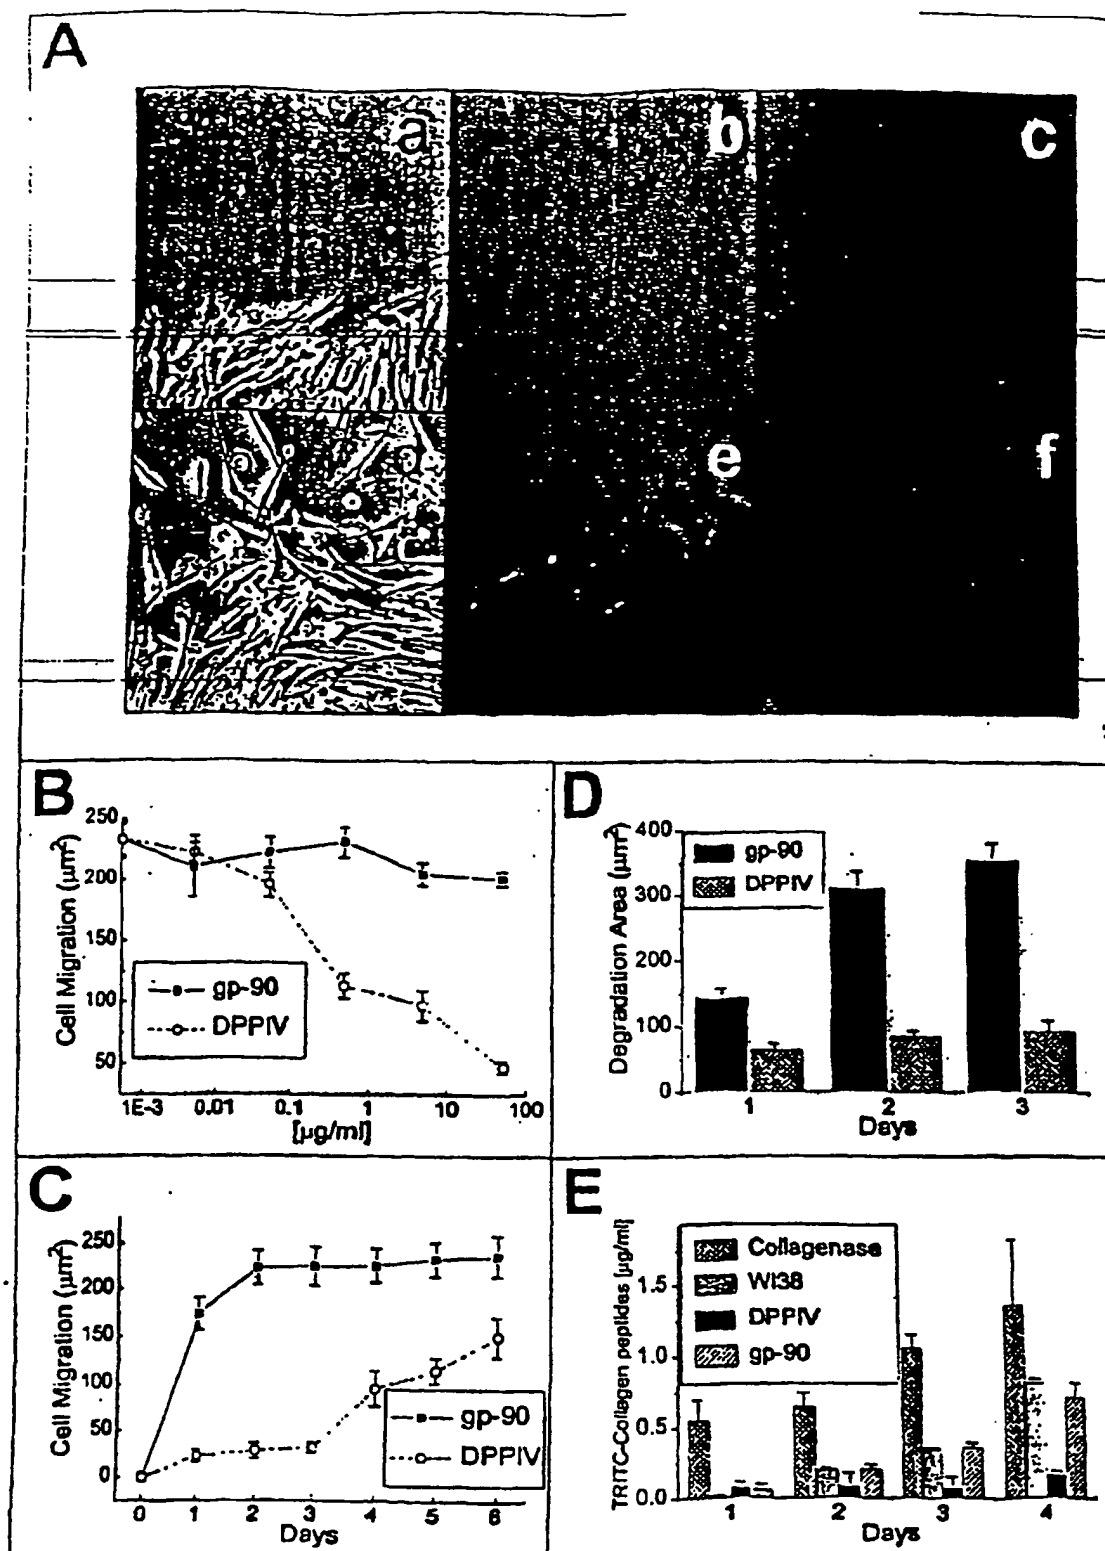 A
a
b
c
d
e
f
B
Cell Migration (µm²)
250
200
150
100
50
gp-90
DPPIV
1E-3 0.01 0.1 1 10 100
[µg/ml]
C
Cell Migration (µm²)
250
200
150
100
50
0
gp-90
DPPIV
0 1 2 3 4 5 6
Days
D
Degradation Area (µm²)
400
300
200
100
0
gp-90
DPPIV
1 2 3
Days
E
TRITC-Collagen peptides [µg/ml]
1.5
1.0
0.5
0.0
Collagenase
WI38
DPPIV
gp-90
1 2 3 4
Days